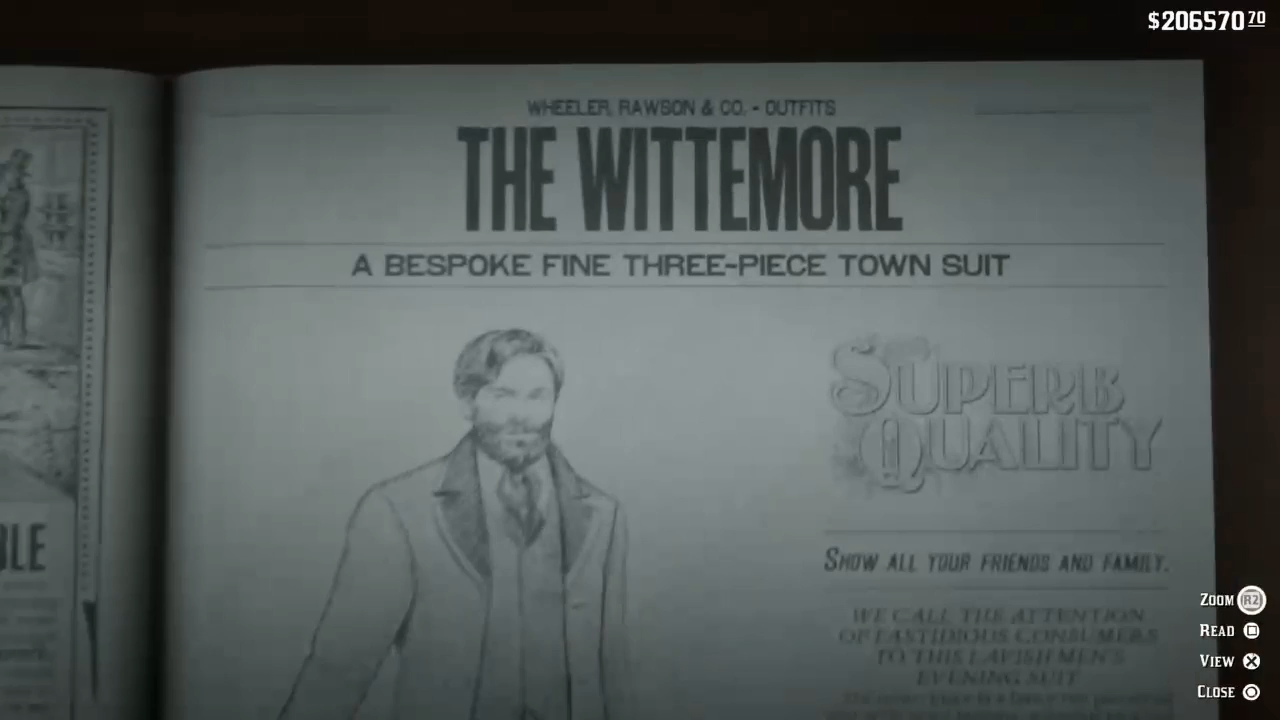 $206570 70
WHEELER, RAWSON & CO. - OUTFITS
THE WITTEMORE
A BESPOKE FINE THREE-PIECE TOWN SUIT
SUPERB
QUALITY
BLE
SHOW ALL YOUR FRIENDS AND FAMILY.
WE CALL THE ATTENTION
OF FASTIDIOUS CONSUMERS
TO THIS LAVISH MEN'S
EVENING SUIT
ZOOM R2
READ
VIEW
CLOSE